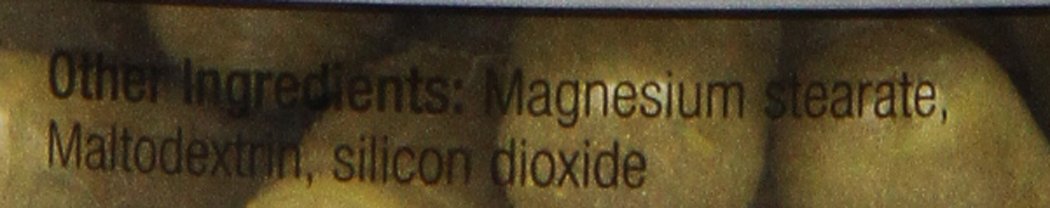 Other Ingredients: Magnesium stearate,
Maltodextrin, silicon dioxide